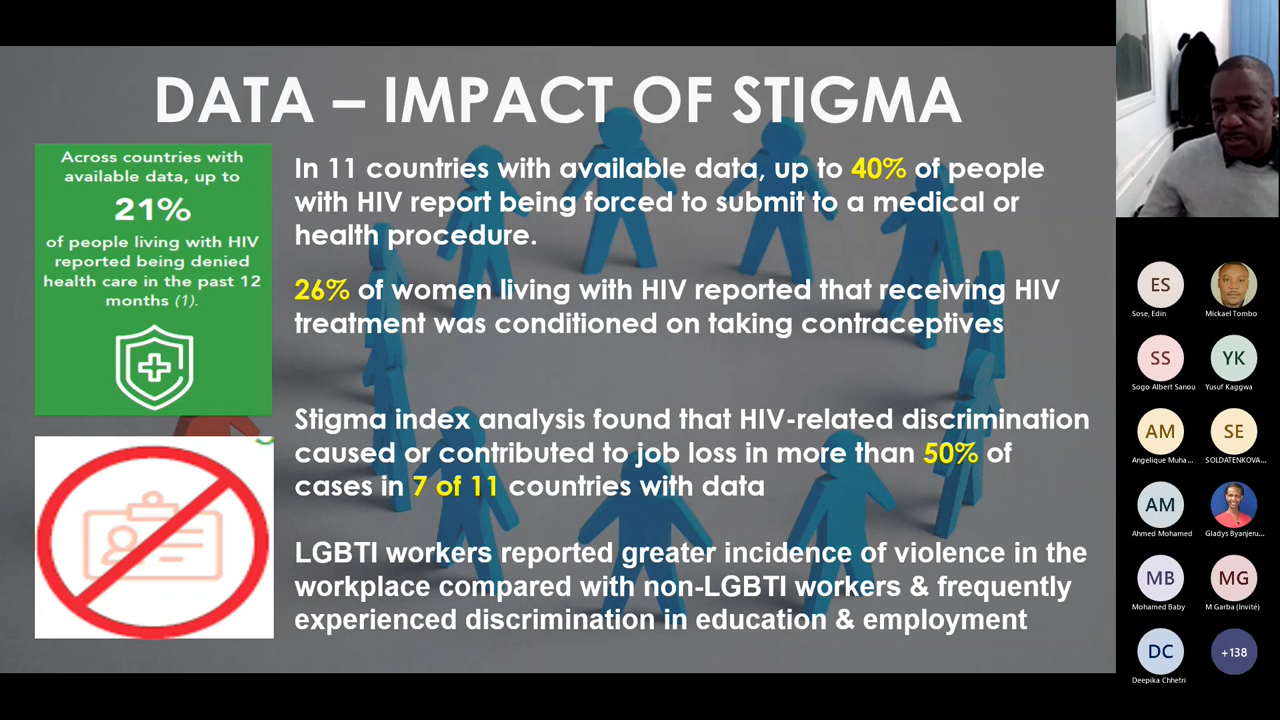 DATA – IMPACT OF STIGMA
Across countries with
available data, up to
21%
of people living with HIV
reported being denied
health care in the past 12
months (1).
In 11 countries with available data, up to 40% of people
with HIV report being forced to submit to a medical or
health procedure.
26% of women living with HIV reported that receiving HIV
treatment was conditioned on taking contraceptives
Stigma index analysis found that HIV-related discrimination
caused or contributed to job loss in more than 50% of
cases in 7 of 11 countries with data
LGBTI workers reported greater incidence of violence in the
workplace compared with non-LGBTI workers & frequently
experienced discrimination in education & employment
ES
Sose, Edin
Mickael Tombo
SS
Sogo Albert Sanou
YK
Yusuf Kaggwa
AM
Angelique Muha...
SE
SOLDATENKOVA...
AM
Ahmed Mohamed
Gladys Byanjeru...
MB
Mohamed Baby
MG
M Garba (Invité)
DC
Deepika Chhetri
+138